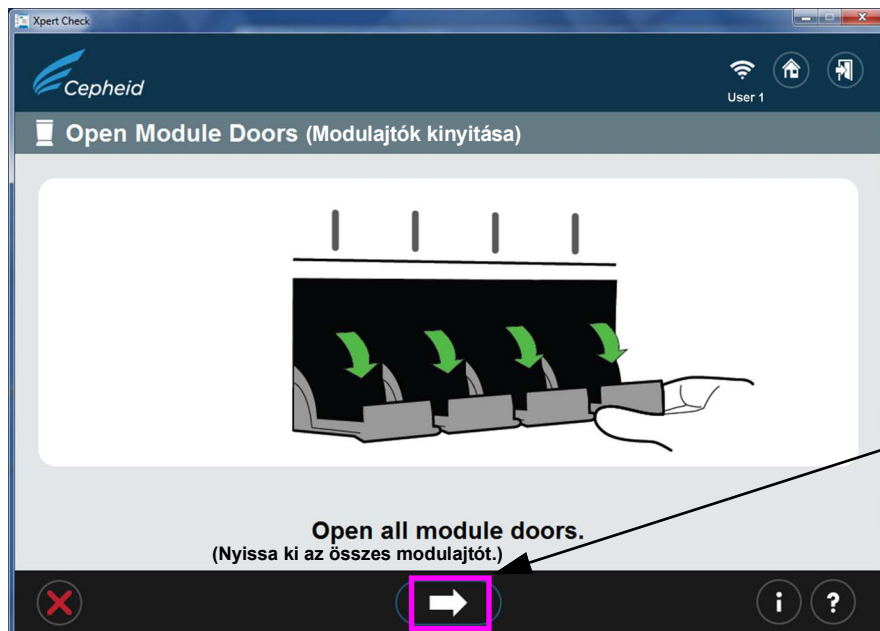 Xpert Check
Cepheid
User 1
Open Module Doors (Modulajtók kinyitása)
Open all module doors.
(Nyissa ki az összes modulajtót.)
i ?